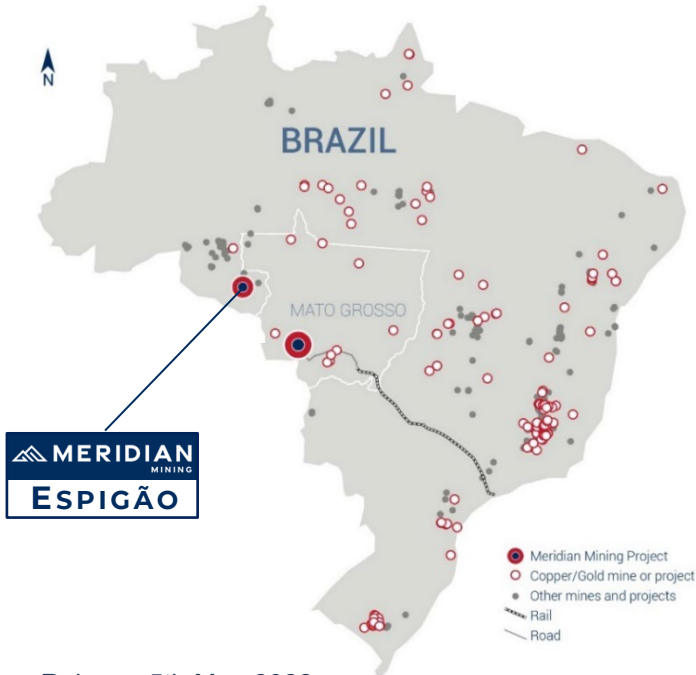 N
BRAZIL
MATO GROSSO
MERIDIAN
MINING
ESPIGÃO
Meridian Mining Project
Copper/Gold mine or project
Other mines and projects
Rail
Road